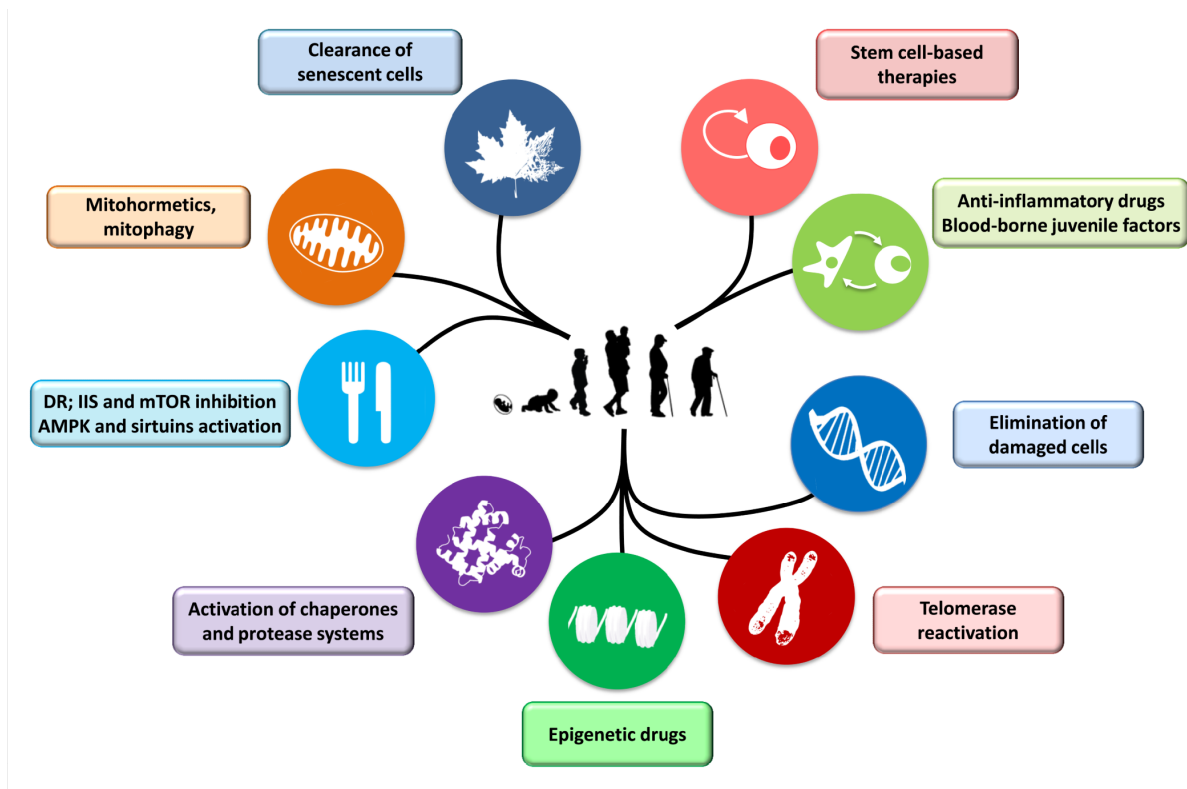 Clearance of
senescent cells
Stem cell-based
therapies
Mitohormetics,
mitophagy
Anti-inflammatory drugs
Blood-borne juvenile factors
DR; IIS and mTOR inhibition
AMPK and sirtuins activation
Elimination of
damaged cells
Activation of chaperones
and protease systems
Telomerase
reactivation
Epigenetic drugs